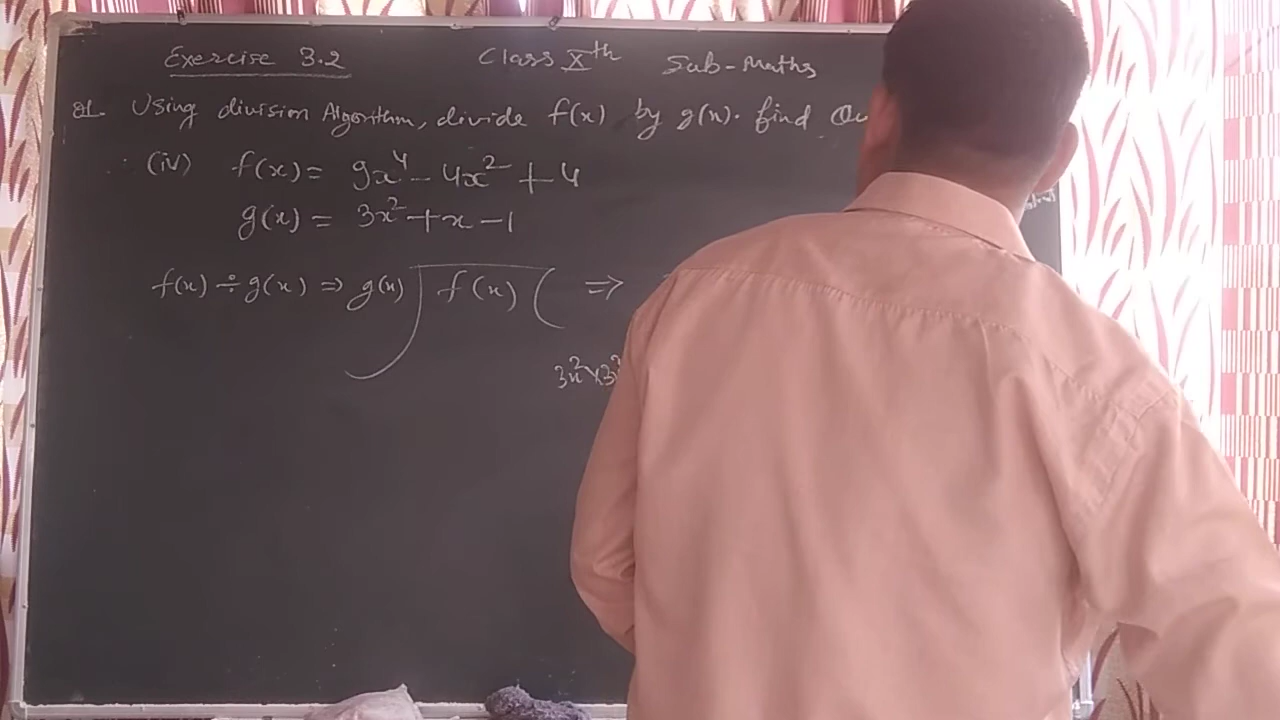 Exercise 3.2 Class Xth Sub-Maths
Q1. Using division Algorithm, divide f(x) by g(x). find
(iv) f(x) = 9x⁴ - 4x² + 4
g(x) = 3x² + x - 1
f(x) ÷ g(x) ⇒ g(x) ) f(x) ( ⇒
3x² × 3x²